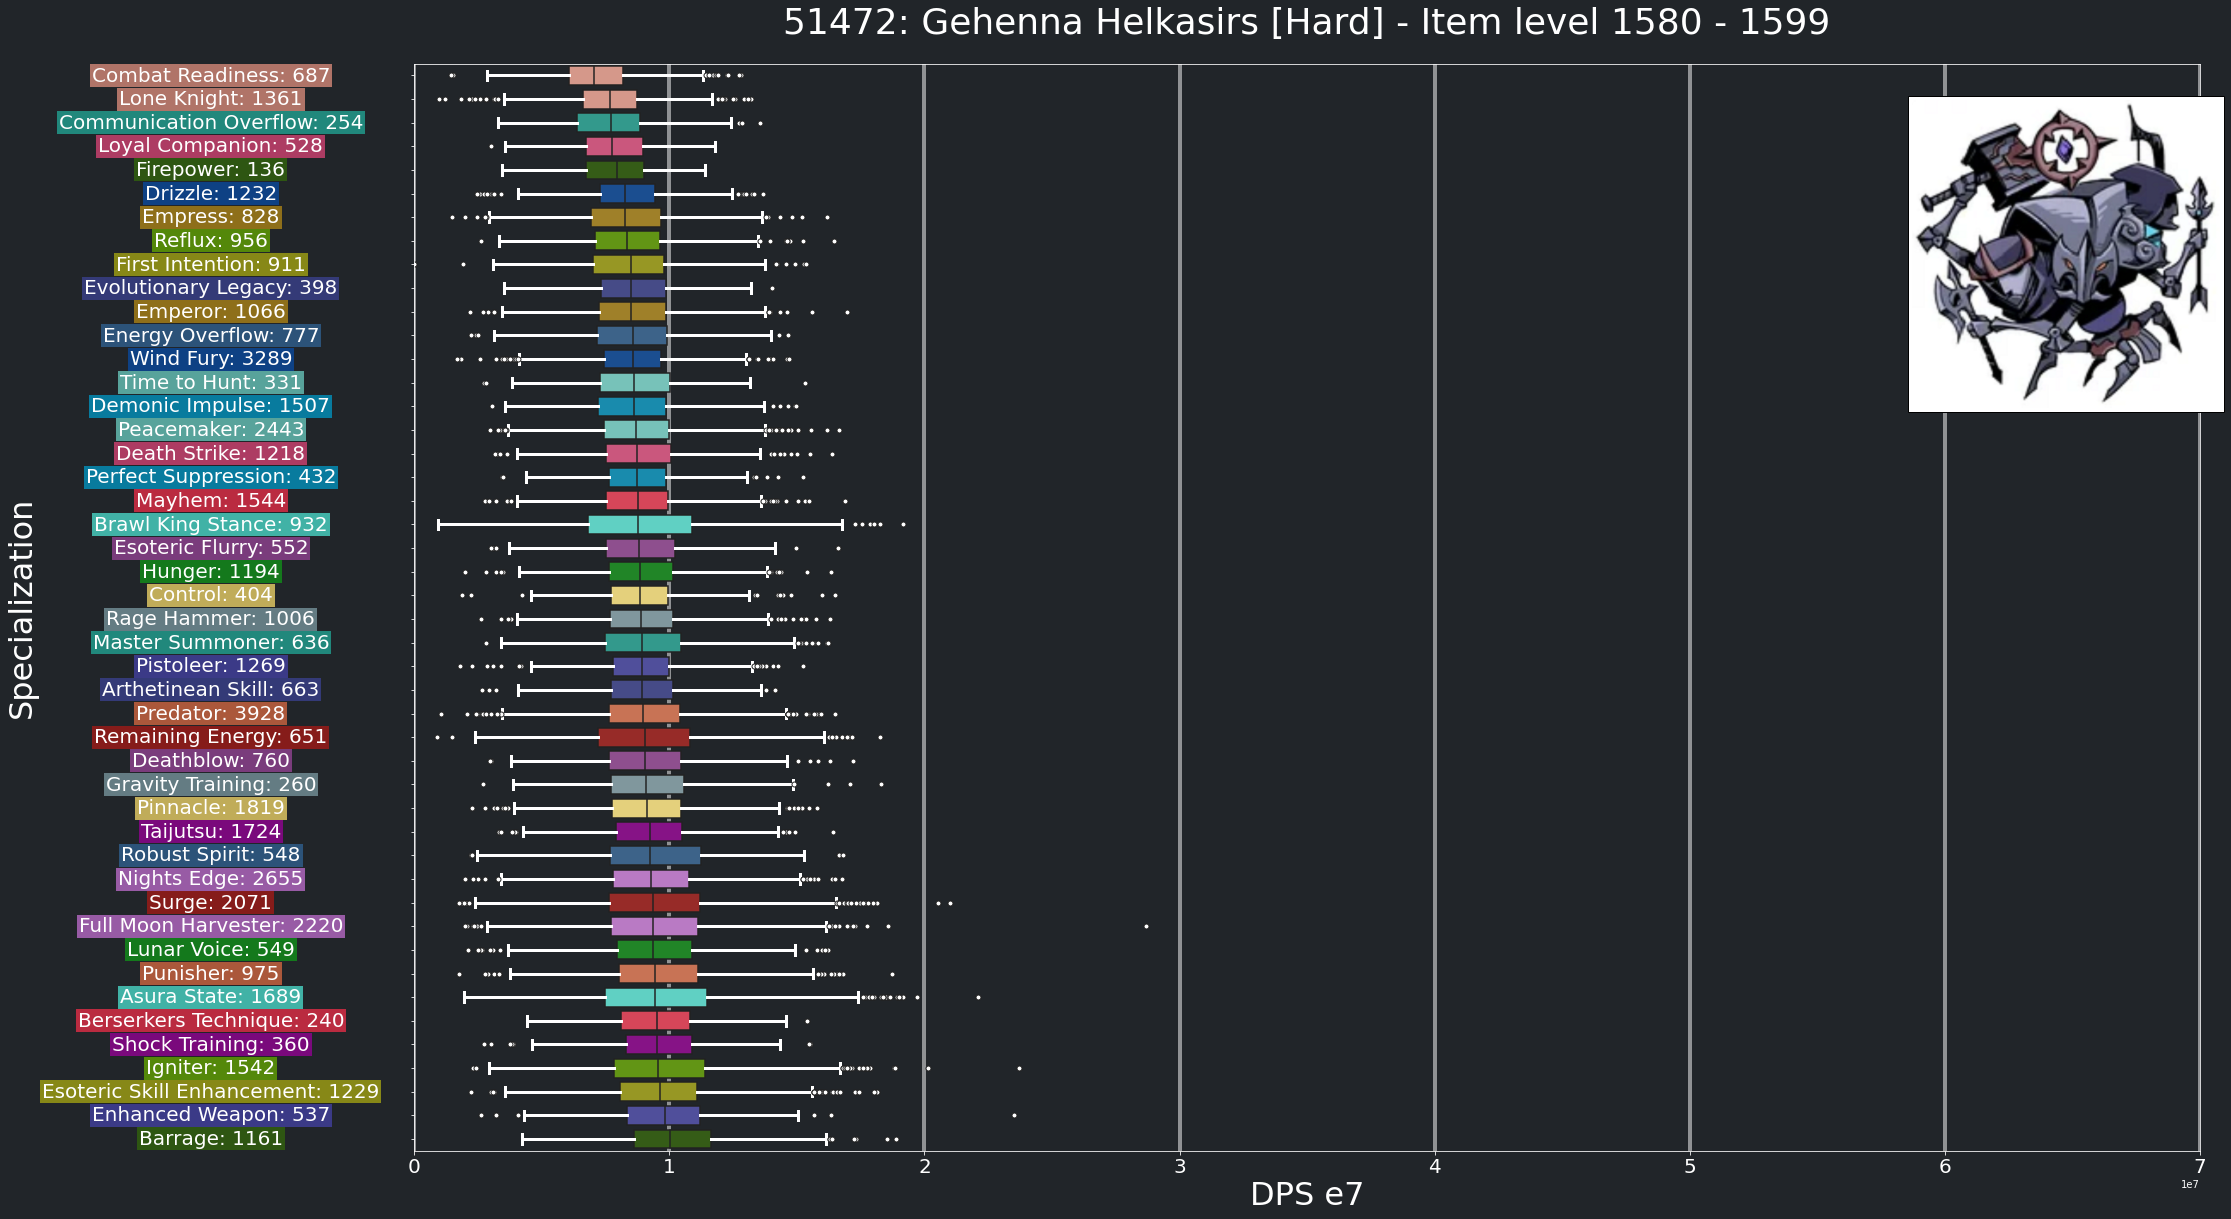 51472: Gehenna Helkasirs [Hard] - Item level 1580 - 1599
Specialization
Combat Readiness: 687
Lone Knight: 1361
Communication Overflow: 254
Loyal Companion: 528
Firepower: 136
Drizzle: 1232
Empress: 828
Reflux: 956
First Intention: 911
Evolutionary Legacy: 398
Emperor: 1066
Energy Overflow: 777
Wind Fury: 3289
Time to Hunt: 331
Demonic Impulse: 1507
Peacemaker: 2443
Death Strike: 1218
Perfect Suppression: 432
Mayhem: 1544
Brawl King Stance: 932
Esoteric Flurry: 552
Hunger: 1194
Control: 404
Rage Hammer: 1006
Master Summoner: 636
Pistoleer: 1269
Arthetinean Skill: 663
Predator: 3928
Remaining Energy: 651
Deathblow: 760
Gravity Training: 260
Pinnacle: 1819
Taijutsu: 1724
Robust Spirit: 548
Nights Edge: 2655
Surge: 2071
Full Moon Harvester: 2220
Lunar Voice: 549
Punisher: 975
Asura State: 1689
Berserkers Technique: 240
Shock Training: 360
Igniter: 1542
Esoteric Skill Enhancement: 1229
Enhanced Weapon: 537
Barrage: 1161
0 1 2 3 4 5 6 7
1e7
DPS e7